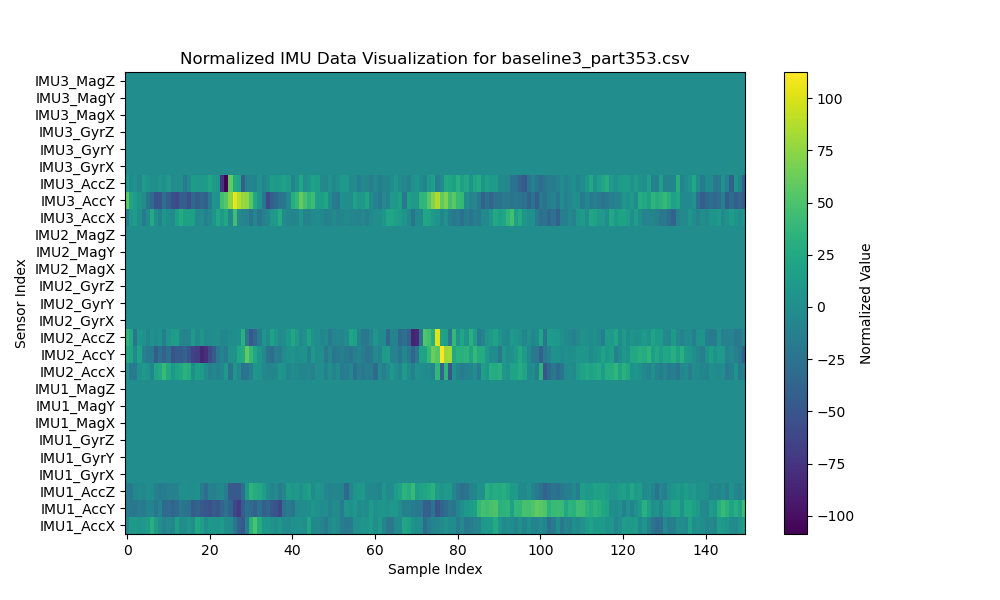 Normalized IMU Data Visualization for baseline3_part353.csv
IMU3_MagZ
IMU3_MagY
IMU3_MagX
IMU3_GyrZ
IMU3_GyrY
IMU3_GyrX
IMU3_AccZ
IMU3_AccY
IMU3_AccX
IMU2_MagZ
IMU2_MagY
IMU2_MagX
IMU2_GyrZ
IMU2_GyrY
IMU2_GyrX
IMU2_AccZ
IMU2_AccY
IMU2_AccX
IMU1_MagZ
IMU1_MagY
IMU1_MagX
IMU1_GyrZ
IMU1_GyrY
IMU1_GyrX
IMU1_AccZ
IMU1_AccY
IMU1_AccX
Sensor Index
0 20 40 60 80 100 120 140
Sample Index
100
75
50
25
0
−25
−50
−75
−100
Normalized Value